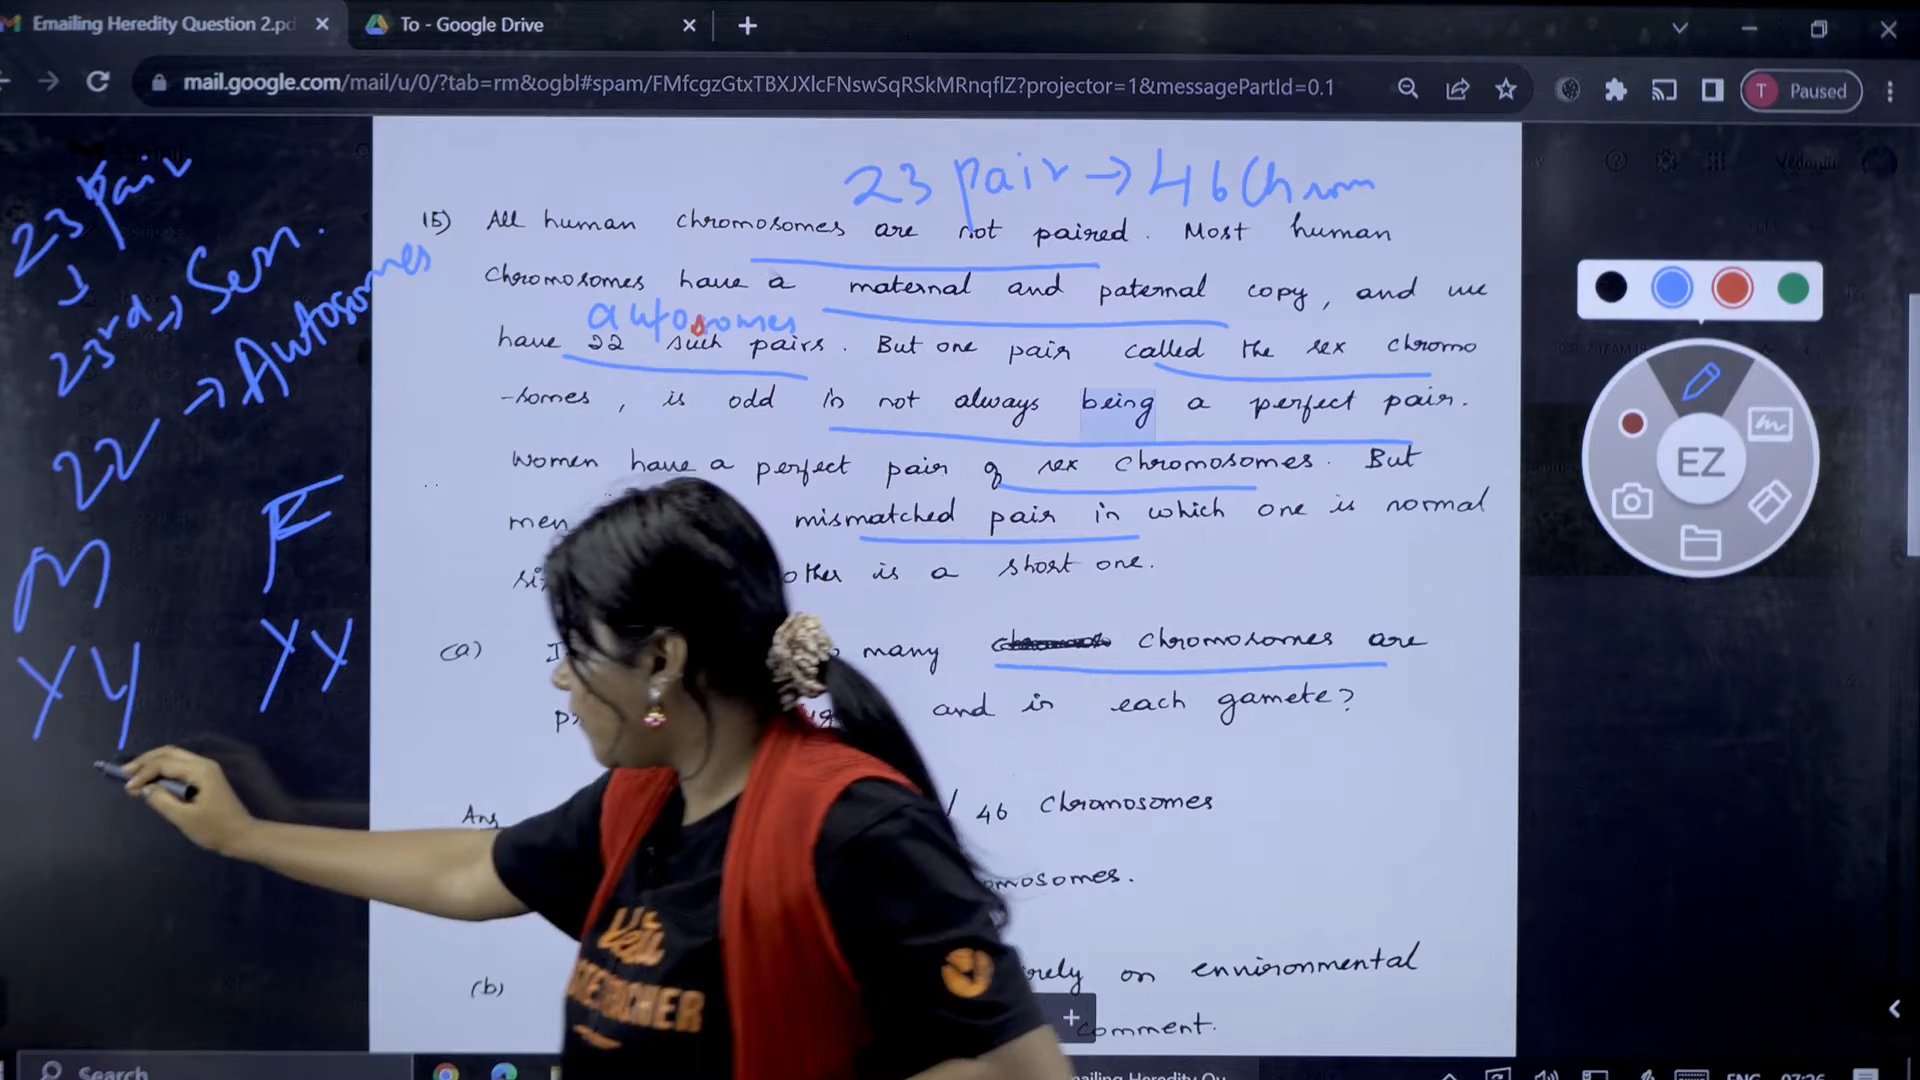 Emailing Heredity Question 2.pd
To - Google Drive
mail.google.com/mail/u/0/?tab=rm&ogbl#spam/FMfcgzGtxTBXJXlcFNswSqRSkMRnqflZ?projector=1&messagePartId=0.1
T Paused
23 pair → 46 Chrom
23 pair
23rd → Sex.
22 → Autosomes
M F
XY XX
15) All human chromosomes are not paired. Most human
chromosomes have a maternal and paternal copy, and we
autosomes
have 22 such pairs. But one pair called the sex chromo
-somes, is odd in not always being a perfect pair.
Women have a perfect pair of sex chromosomes. But
men mismatched pair in which one is normal
other is a short one.
(a) many chromosomes are
and in each gamete?
Ans / 46 chromosomes
omosomes.
(b) on environmental
comment.
EZ
Search
ENG 07:26